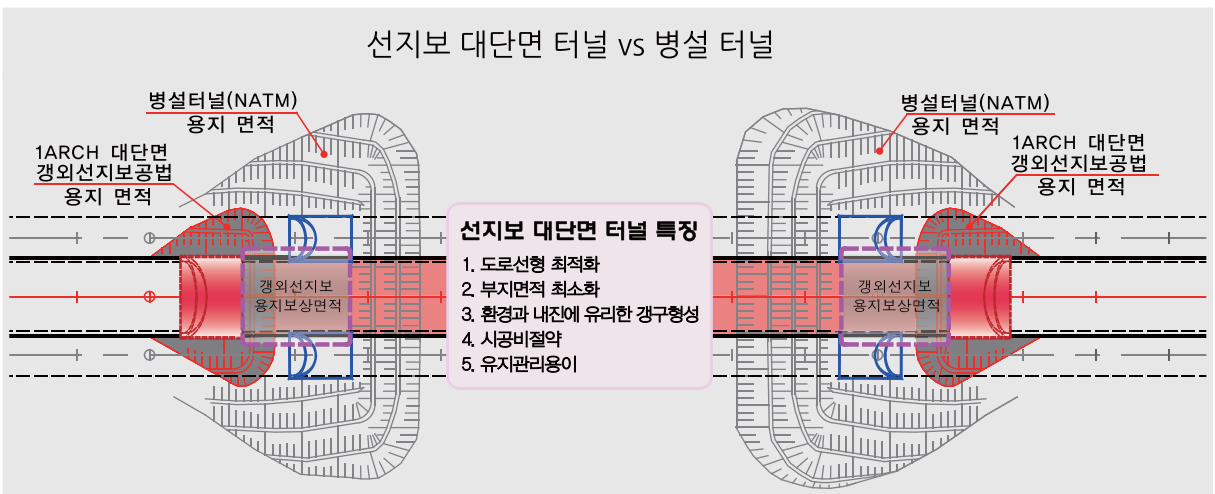 선지보 대단면 터널 vs 병설 터널
병설터널(NATM)
용지 면적
1ARCH 대단면
갱외선지보공법
용지 면적
병설터널(NATM)
용지 면적
1ARCH 대단면
갱외선지보공법
용지 면적
갱외선지보
용지보상면적
선지보 대단면 터널 특징
1. 도로선형 최적화
2. 부지면적 최소화
3. 환경과 내진에 유리한 갱구형성
4. 시공비절약
5. 유지관리용이
갱외선지보
용지보상면적